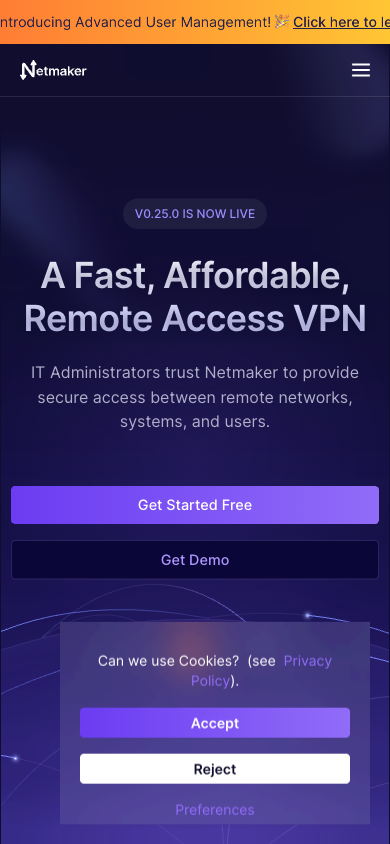 ntroducing Advanced User Management! 🎉 Click here to le
Netmaker
V0.25.0 IS NOW LIVE
A Fast, Affordable,
Remote Access VPN
IT Administrators trust Netmaker to provide
secure access between remote networks,
systems, and users.
Get Started Free
Get Demo
Can we use Cookies? (see Privacy
Policy).
Accept
Reject
Preferences